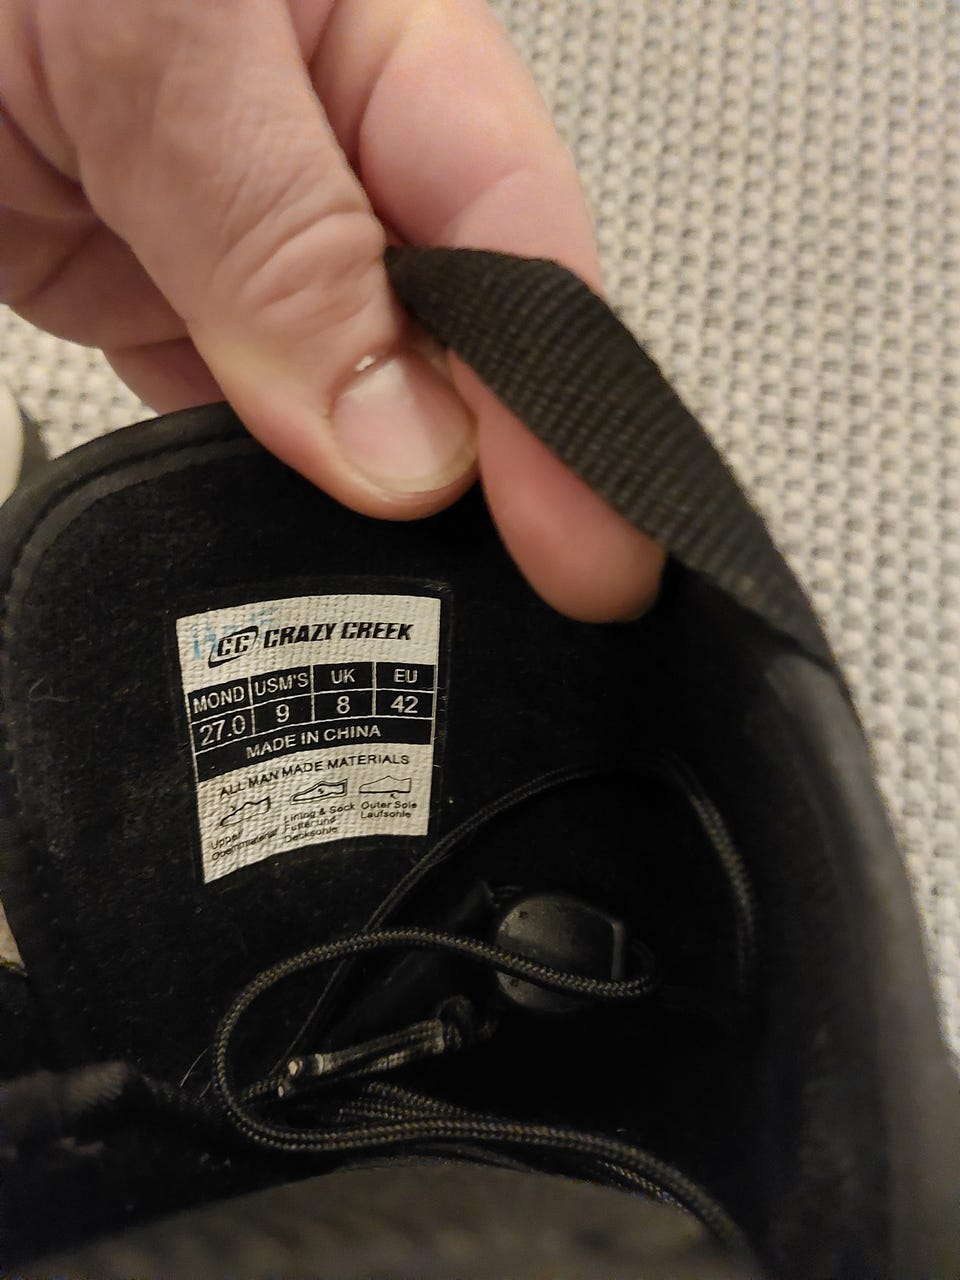 CC CRAZY CREEK
MOND USM'S UK EU
27.0 9 8 42
MADE IN CHINA
ALL MAN MADE MATERIALS
Upper Lining & Sock Outer Sole
Obermaterial Futter und Laufsohle
Decksohle